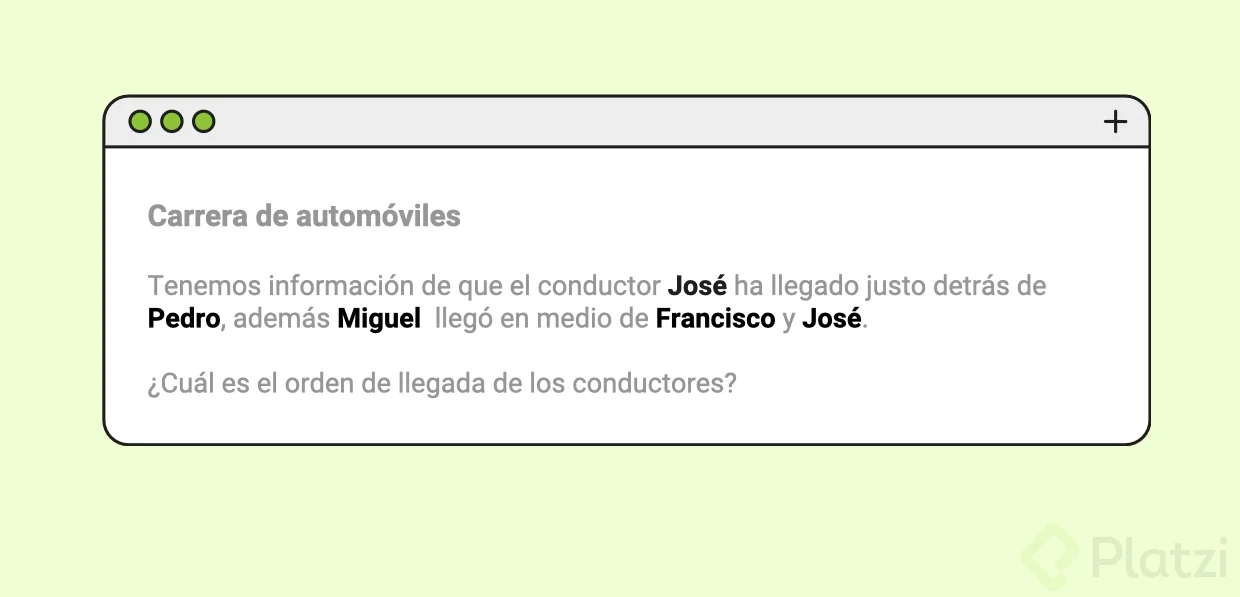 Carrera de automóviles
Tenemos información de que el conductor José ha llegado justo detrás de
Pedro, además Miguel llegó en medio de Francisco y José.
¿Cuál es el orden de llegada de los conductores?
Platzi